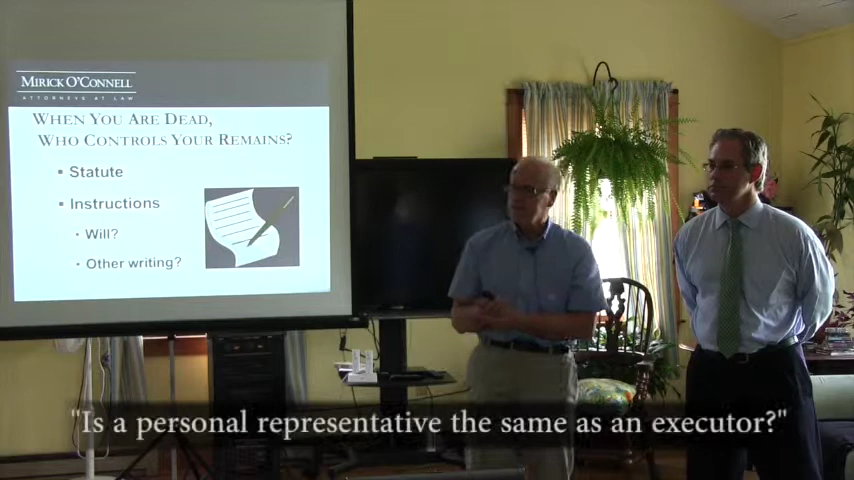 MIRICK O'CONNELL
ATTORNEYS AT LAW
WHEN YOU ARE DEAD,
WHO CONTROLS YOUR REMAINS?
▪ Statute
▪ Instructions
• Will?
• Other writing?
"Is a personal representative the same as an executor?"